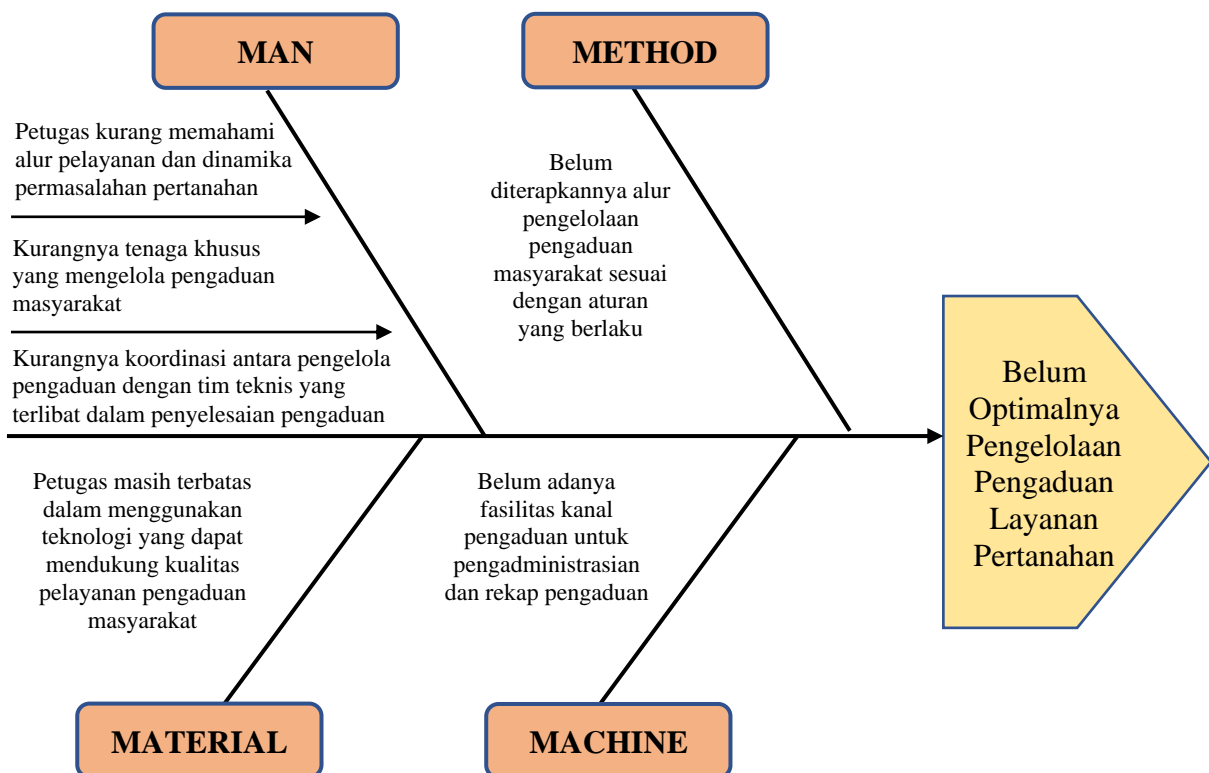 MAN
METHOD
Petugas kurang memahami
alur pelayanan dan dinamika
permasalahan pertanahan
Kurangnya tenaga khusus
yang mengelola pengaduan
masyarakat
Kurangnya koordinasi antara pengelola
pengaduan dengan tim teknis yang
terlibat dalam penyelesaian pengaduan
Belum
diterapkannya alur
pengelolaan
pengaduan
masyarakat sesuai
dengan aturan
yang berlaku
Belum
Optimalnya
Pengelolaan
Pengaduan
Layanan
Pertanahan
Petugas masih terbatas
dalam menggunakan
teknologi yang dapat
mendukung kualitas
pelayanan pengaduan
masyarakat
Belum adanya
fasilitas kanal
pengaduan untuk
pengadministrasian
dan rekap pengaduan
MATERIAL
MACHINE